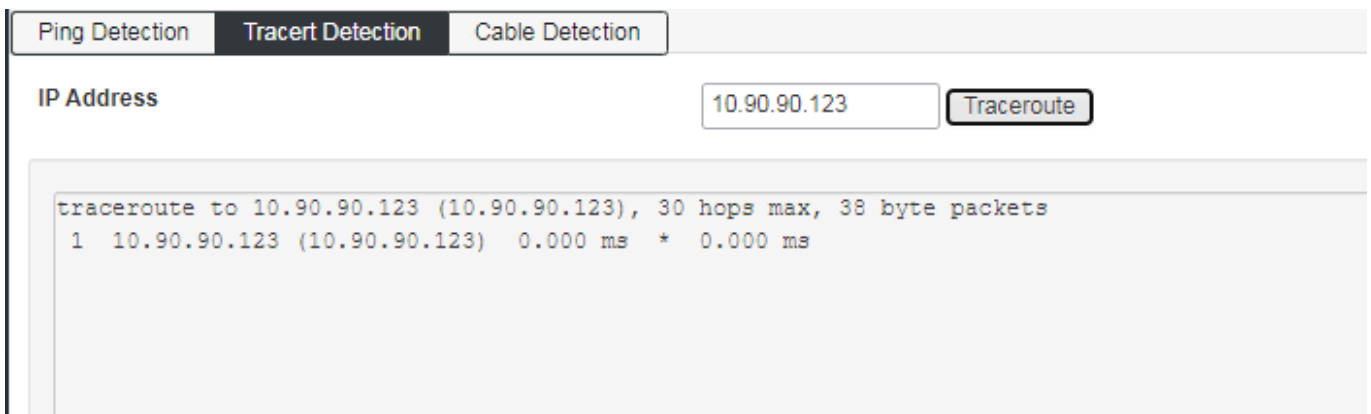 Ping Detection Tracert Detection Cable Detection
IP Address 10.90.90.123 Traceroute
traceroute to 10.90.90.123 (10.90.90.123), 30 hops max, 38 byte packets
1 10.90.90.123 (10.90.90.123) 0.000 ms * 0.000 ms